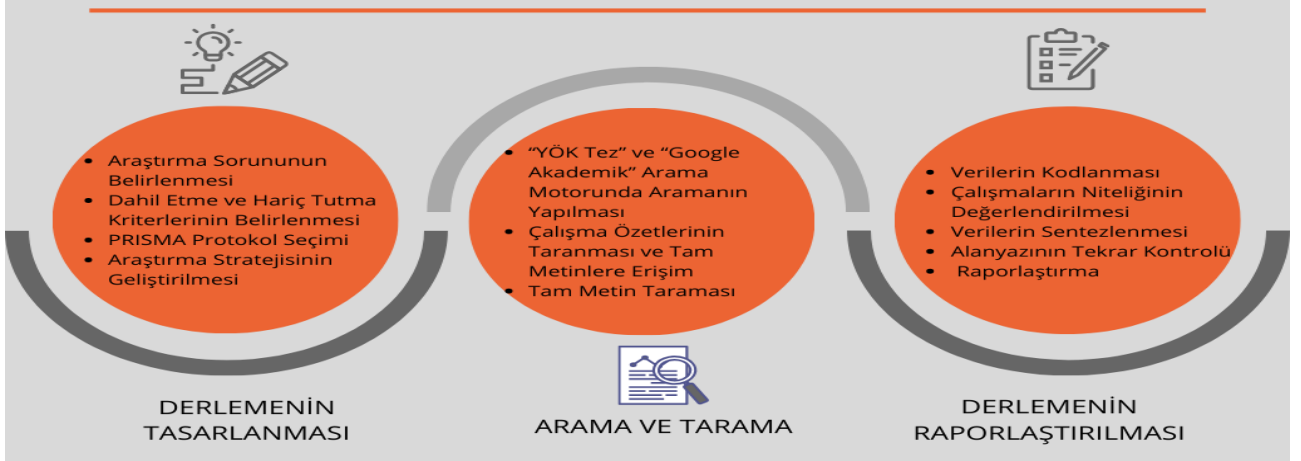 • Araştırma Sorununun
Belirlenmesi
• Dahil Etme ve Hariç Tutma
Kriterlerinin Belirlenmesi
• PRISMA Protokol Seçimi
• Araştırma Stratejisinin
Geliştirilmesi
DERLEMENİN
TASARLANMASI
• “YÖK Tez” ve “Google
Akademik” Arama
Motorunda Aramanın
Yapılması
• Çalışma Özetlerinin
Taranması ve Tam
Metinlere Erişim
• Tam Metin Taraması
ARAMA VE TARAMA
• Verilerin Kodlanması
• Çalışmaların Niteliğinin
Değerlendirilmesi
• Verilerin Sentezlenmesi
• Alanyazının Tekrar Kontrolü
• Raporlaştırma
DERLEMENİN
RAPORLAŞTIRILMASI